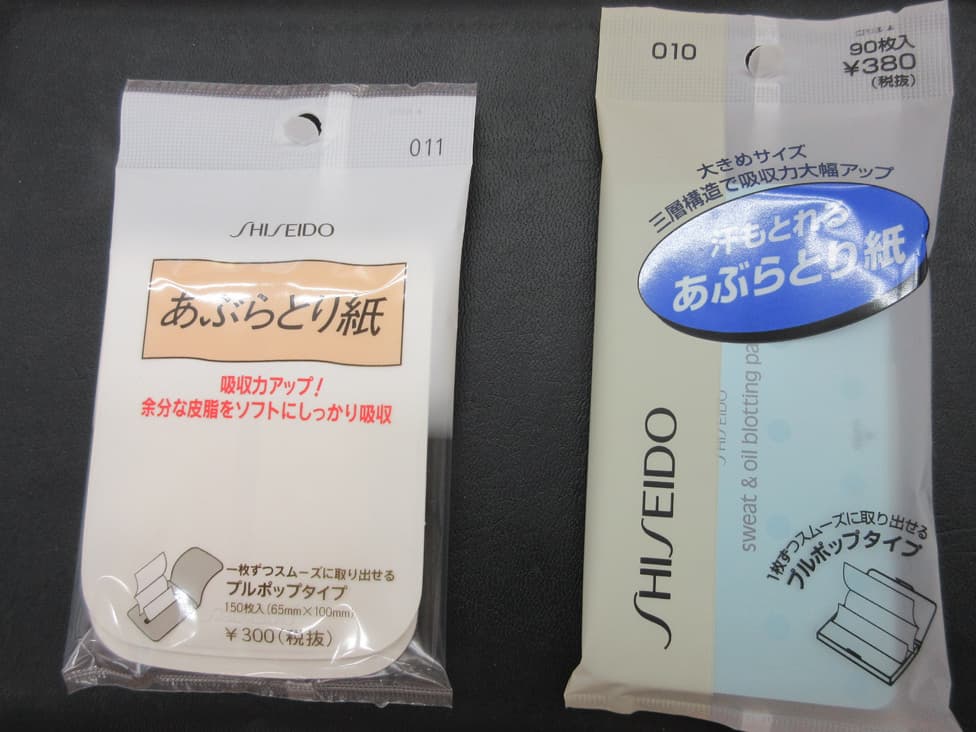 011
SHISEIDO
あぶらとり紙
吸収力アップ!
余分な皮脂をソフトにしっかり吸収
一枚ずつスムーズに取り出せる
プルポップタイプ
150枚入(65mm×100mm)
¥300(税抜)
010
90枚入
¥380
(税抜)
大きめサイズ
三層構造で吸収力大幅アップ
汗もとれる
あぶらとり紙
SHISEIDO
SHISEIDO
sweat & oil blotting pa
1枚ずつスムーズに取り出せる
プルポップタイプ